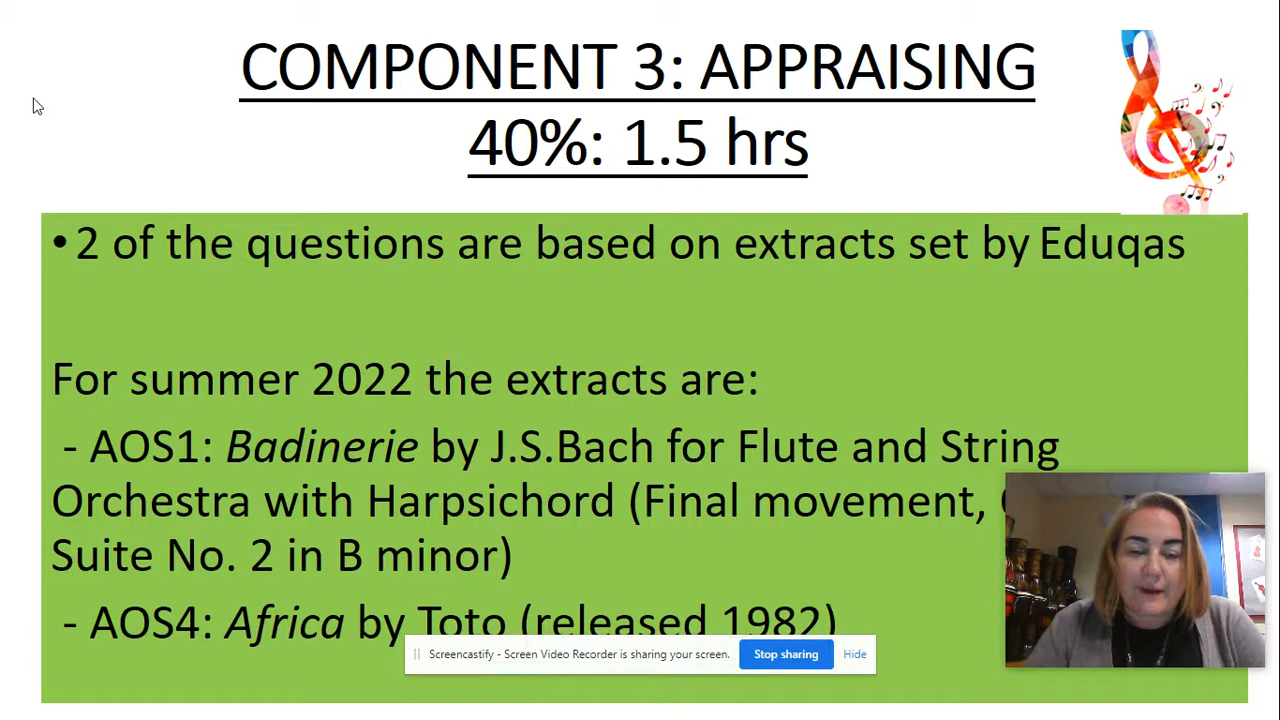 COMPONENT 3: APPRAISING
40%: 1.5 hrs
•2 of the questions are based on extracts set by Eduqas
For summer 2022 the extracts are:
- AOS1: Badinerie by J.S.Bach for Flute and String
Orchestra with Harpsichord (Final movement,
Suite No. 2 in B minor)
- AOS4: Africa by Toto (released 1982)
Screencastify - Screen Video Recorder is sharing your screen. Stop sharing Hide